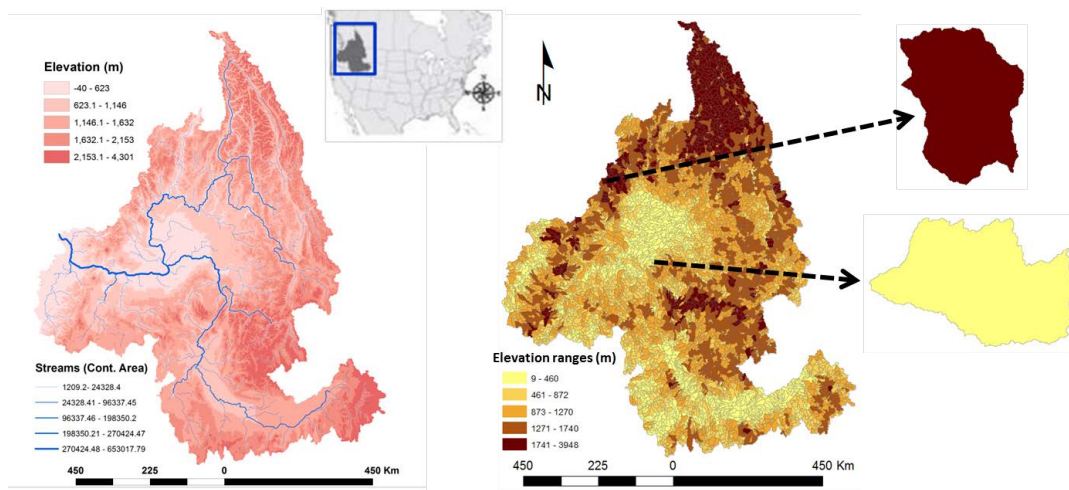 Elevation (m)
-40 - 623
623.1 - 1,146
1,146.1 - 1,632
1,632.1 - 2,153
2,153.1 - 4,301
Streams (Cont. Area)
1209.2- 24328.4
24328.41 - 96337.45
96337.46 - 198350.2
198350.21 - 270424.47
270424.48 - 653017.79
450 225 0 450 Km
N
Elevation ranges (m)
9 - 460
461 - 872
873 - 1270
1271 - 1740
1741 - 3948
450 225 0 450 Km